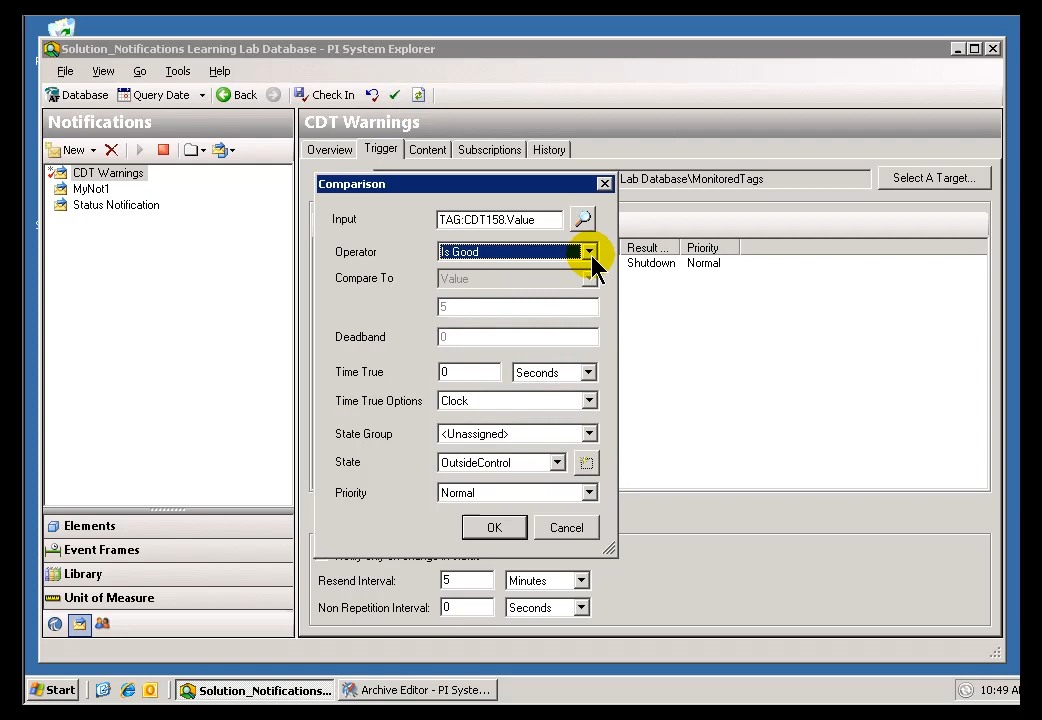 Solution_Notifications Learning Lab Database - PI System Explorer
File View Go Tools Help
Database Query Date Back Check In
Notifications
New
CDT Warnings
MyNot1
Status Notification
Elements
Event Frames
Library
Unit of Measure
CDT Warnings
Overview Trigger Content Subscriptions History
Lab Database\MonitoredTags Select A Target...
Result ... Priority
Shutdown Normal
Comparison
Input TAG:CDT158.Value
Operator Is Good
Compare To Value
5
Deadband 0
Time True 0 Seconds
Time True Options Clock
State Group <Unassigned>
State OutsideControl
Priority Normal
OK Cancel
Resend Interval: 5 Minutes
Non Repetition Interval: 0 Seconds
Start Solution_Notifications... Archive Editor - PI Syste... 10:49